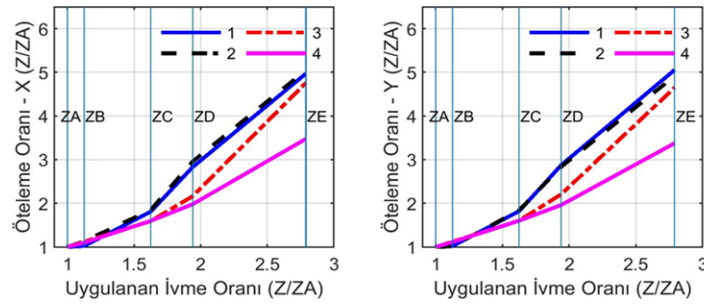 Öteleme Oranı - X (Z/ZA)
6
5
4
3
2
1
1 3
2 4
ZA ZB ZC ZD ZE
1 1.5 2 2.5 3
Uygulanan İvme Oranı (Z/ZA)
Öteleme Oranı - Y (Z/ZA)
6
5
4
3
2
1
1 3
2 4
ZA ZB ZC ZD ZE
1 1.5 2 2.5 3
Uygulanan İvme Oranı (Z/ZA)